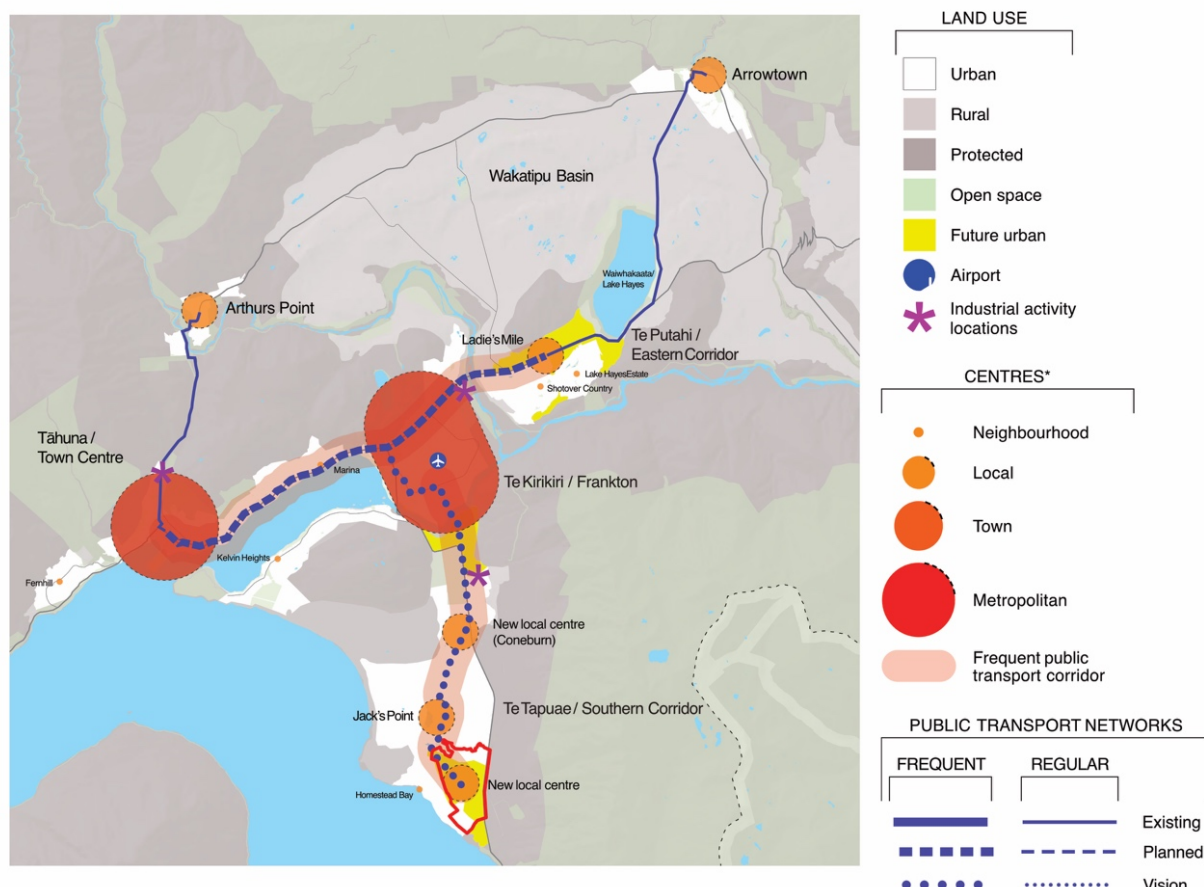 Arrowtown
Wakatipu Basin
Waiwhakaata/
Lake Hayes
Arthurs Point
Ladie's Mile
Te Putahi /
Eastern Corridor
Lake HayesEstate
Shotover Country
Tāhuna /
Town Centre
Marina
Te Kirikiri / Frankton
Kelvin Heights
Fernhill
New local centre
(Coneburn)
Jack's Point
Te Tapuae / Southern Corridor
New local centre
Homestead Bay
LAND USE
Urban
Rural
Protected
Open space
Future urban
Airport
Industrial activity
locations
CENTRES*
Neighbourhood
Local
Town
Metropolitan
Frequent public
transport corridor
PUBLIC TRANSPORT NETWORKS
FREQUENT
REGULAR
Existing
Planned
Vision